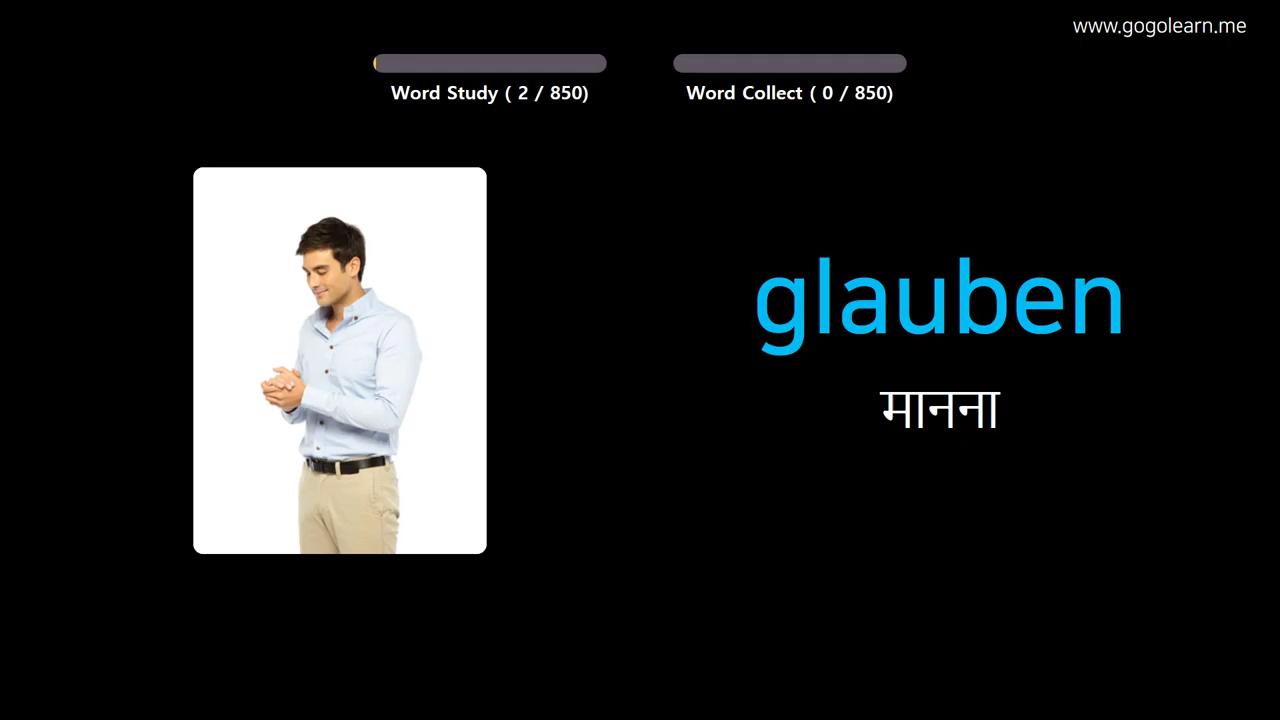 www.gogolearn.me
Word Study ( 2 / 850)
Word Collect ( 0 / 850)
glauben
मानना